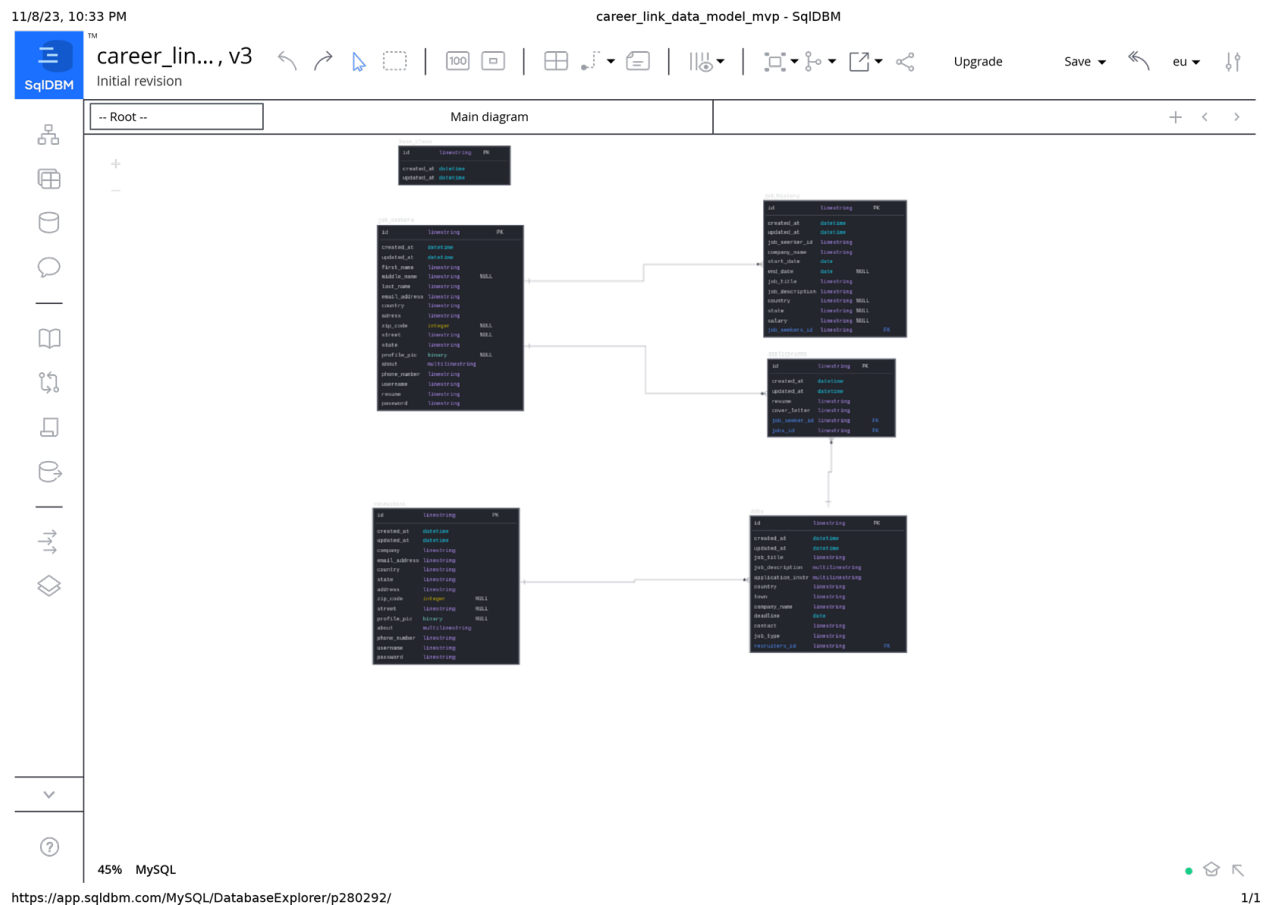 11/8/23, 10:33 PM
career_link_data_model_mvp - SqlDBM
SqlDBM
TM
career_lin... , v3
Initial revision
100
Upgrade
Save
eu
-- Root --
Main diagram
base_class
id linestring PK
created_at datetime
updated_at datetime
job_seekers
id linestring PK
created_at datetime
updated_at datetime
first_name linestring
middle_name linestring NULL
last_name linestring
email_address linestring
country linestring
adress linestring
zip_code integer NULL
street linestring NULL
state linestring
profile_pic binary NULL
about multilinestring
phone_number linestring
username linestring
resume linestring
password linestring
id linestring PK
created_at datetime
updated_at datetime
job_seerker_id linestring
company_name linestring
start_date date
end_date date NULL
job_title linestring
job_description linestring
country linestring NULL
state linestring NULL
salary linestring NULL
job_seekers_id linestring FK
id linestring PK
created_at datetime
updated_at datetime
resume linestring
cover_letter linestring
job_seeker_id linestring FK
jobs_id linestring FK
id linestring PK
created_at datetime
updated_at datetime
company linestring
email_address linestring
country linestring
state linestring
address linestring
zip_code integer NULL
street linestring NULL
profile_pic binary NULL
about multilinestring
phone_number linestring
username linestring
password linestring
jobs
id linestring PK
created_at datetime
updated_at datetime
job_title linestring
job_description multilinestring
application_instr multilinestring
country linestring
town linestring
company_name linestring
deadline date
contact linestring
job_type linestring
recruiters_id linestring FK
45% MySQL
https://app.sqldbm.com/MySQL/DatabaseExplorer/p280292/
1/1